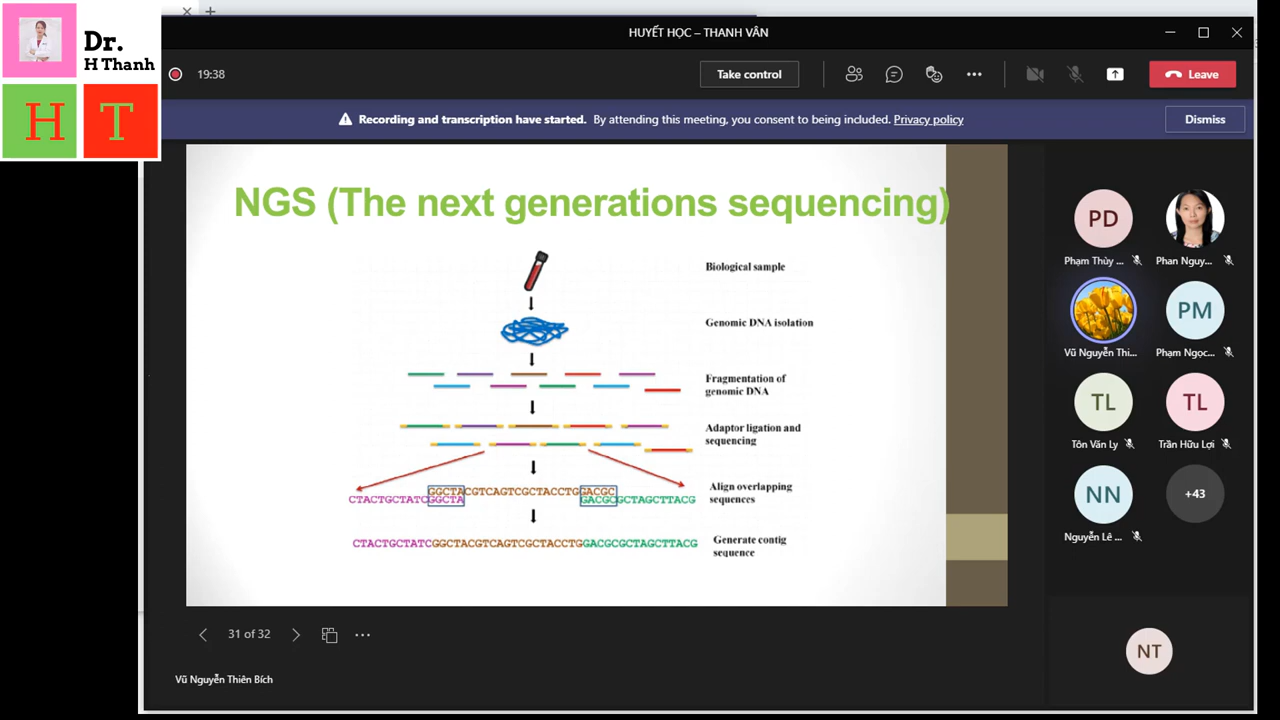 Dr.
H Thanh
H T
HUYẾT HỌC – THANH VÂN
19:38
Take control
Leave
Recording and transcription have started. By attending this meeting, you consent to being included. Privacy policy
Dismiss
NGS (The next generations sequencing)
Biological sample
Genomic DNA isolation
Fragmentation of
genomic DNA
Adaptor ligation and
sequencing
GGCTACGTCAGTCGCTACCTGGACGC
CTACTGCTATCGGCTA
GACGCGCTAGCTTACG
Align overlapping
sequences
CTACTGCTATCGGCTACGTCAGTCGCTACCTGGACGCGCTAGCTTACG
Generate contig
sequence
PD
Phạm Thùy ...
Phan Nguy...
Vũ Nguyễn Thi...
PM
Phạm Ngọc...
TL
Tôn Văn Ly
TL
Trần Hữu Lợi
NN
Nguyễn Lê ...
+43
NT
31 of 32
Vũ Nguyễn Thiên Bích